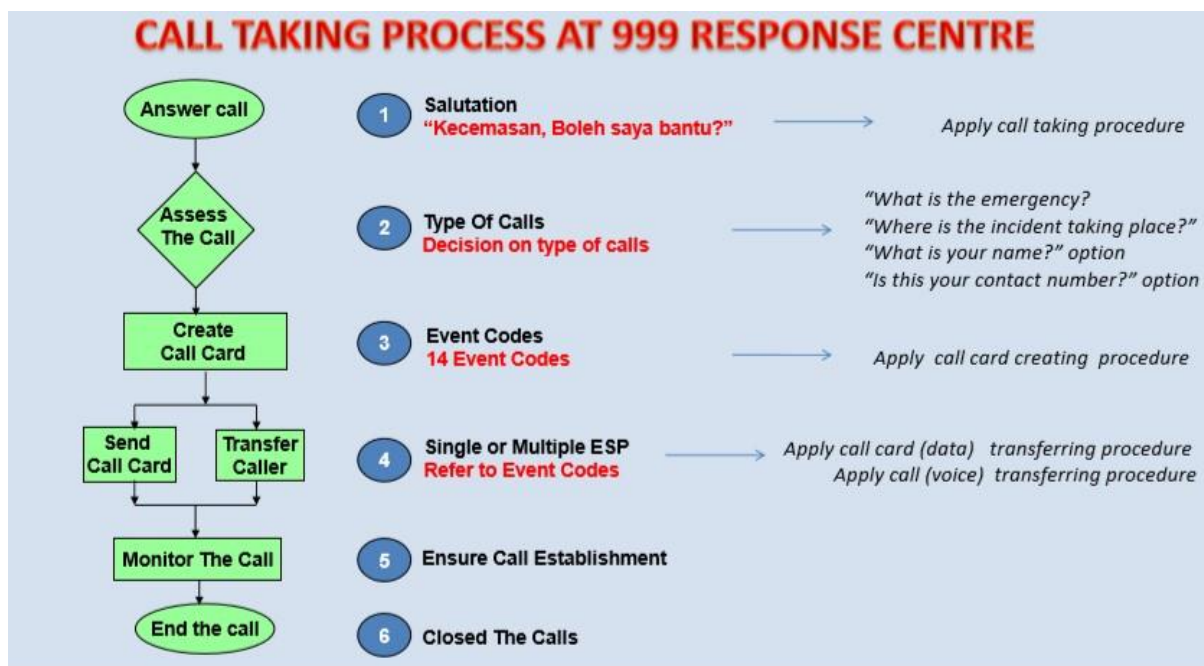 CALL TAKING PROCESS AT 999 RESPONSE CENTRE
Answer call
1
Salutation
“Kecemasan, Boleh saya bantu?”
Apply call taking procedure
Assess
The Call
2
Type Of Calls
Decision on type of calls
“What is the emergency?
“Where is the incident taking place?”
“What is your name?” option
“Is this your contact number?” option
Create
Call Card
3
Event Codes
14 Event Codes
Apply call card creating procedure
Send
Call Card
Transfer
Caller
4
Single or Multiple ESP
Refer to Event Codes
Apply call card (data) transferring procedure
Apply call (voice) transferring procedure
Monitor The Call
5
Ensure Call Establishment
End the call
6
Closed The Calls